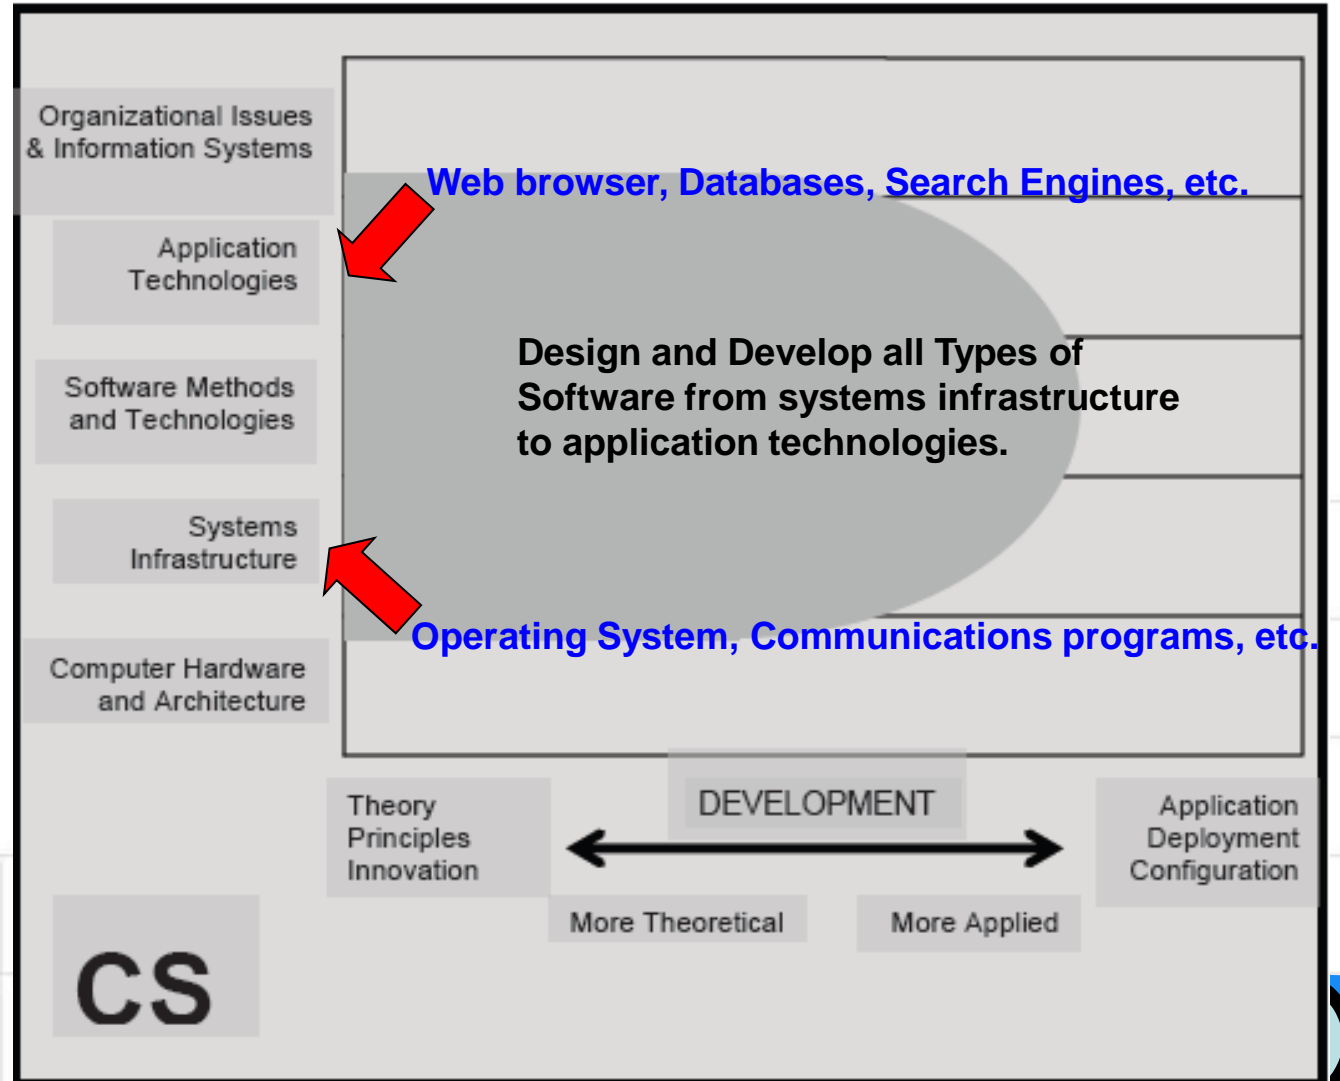 Organizational Issues
& Information Systems
Web browser, Databases, Search Engines, etc.
Application
Technologies
Design and Develop all Types of
Software from systems infrastructure
to application technologies.
Software Methods
and Technologies
Systems
Infrastructure
Operating System, Communications programs, etc.
Computer Hardware
and Architecture
Theory
Principles
Innovation
DEVELOPMENT
Application
Deployment
Configuration
More Theoretical
More Applied
CS